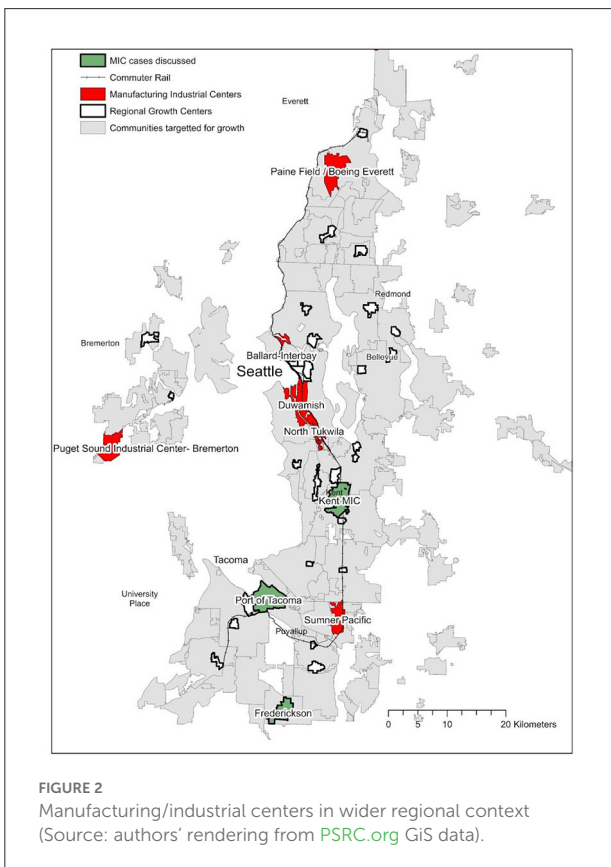 MIC cases discussed
Commuter Rail
Manufacturing Industrial Centers
Regional Growth Centers
Communities targetted for growth
Everett
Paine Field / Boeing Everett
Redmond
Bremerton
Ballard-Interbay
Bellevue
Seattle
Duwamish
North Tukwila
Puget Sound Industrial Center- Bremerton
Kent
Kent MIC
Tacoma
University
Place
Port of Tacoma
Sumner Pacific
Puyallup
Frederickson
0 5 10 20 Kilometers
FIGURE 2
Manufacturing/industrial centers in wider regional context
(Source: authors' rendering from PSRC.org GiS data).